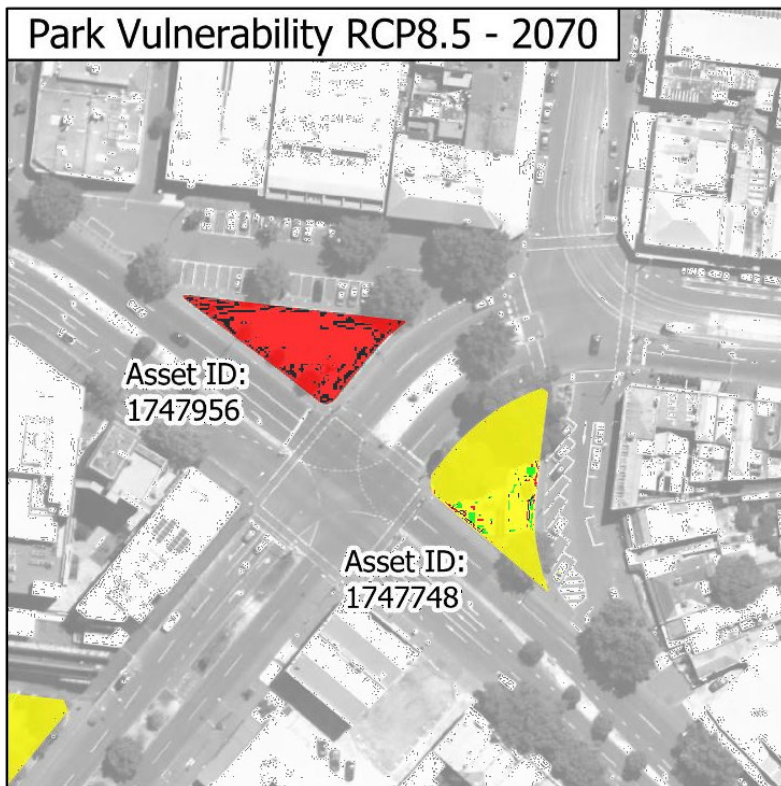 Park Vulnerability RCP8.5 - 2070
Asset ID:
1747956
Asset ID:
1747748